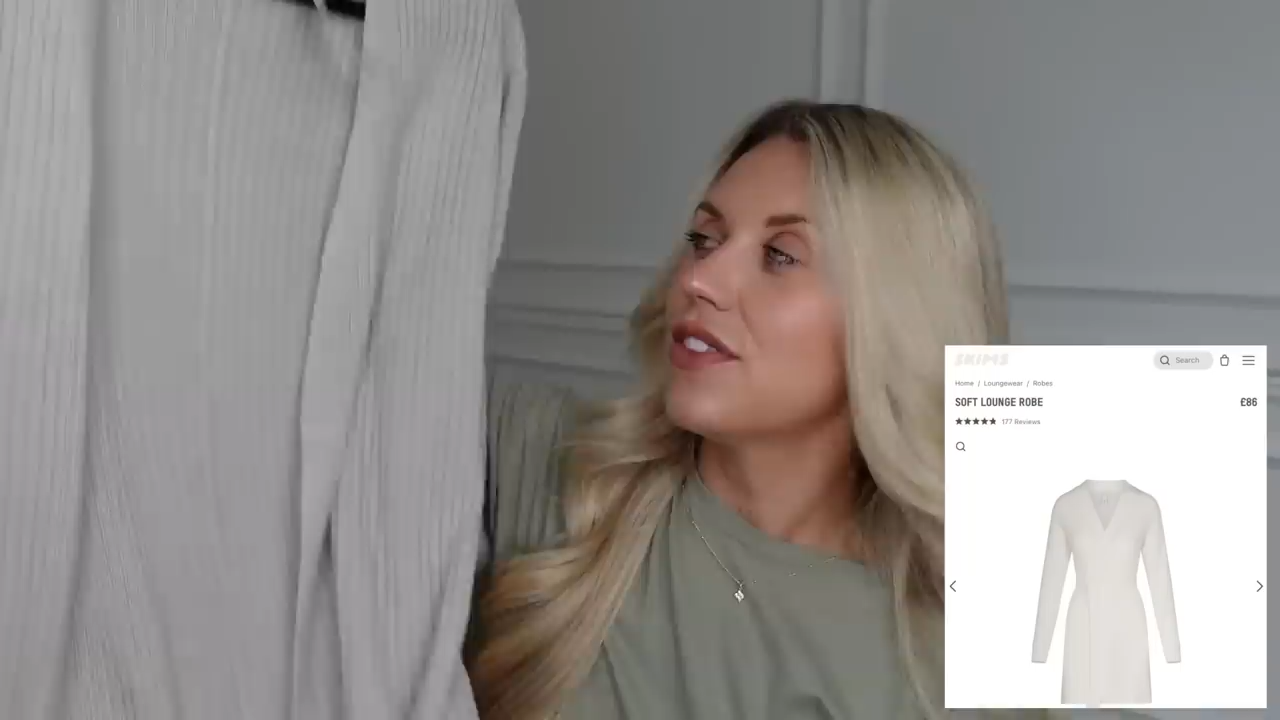 SKIMS
Search
Home / Loungewear / Robes
SOFT LOUNGE ROBE £86
177 Reviews